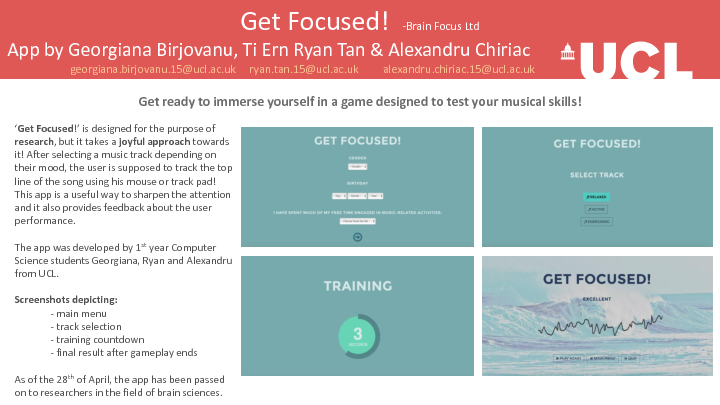 Get Focused! -Brain Focus Ltd
App by Georgiana Birjovanu, Ti Ern Ryan Tan & Alexandru Chiriac
georgiana.birjovanu.15@ucl.ac.uk ryan.tan.15@ucl.ac.uk alexandru.chiriac.15@ucl.ac.uk
UCL
Get ready to immerse yourself in a game designed to test your musical skills!
'Get Focused!' is designed for the purpose of
research, but it takes a joyful approach towards
it! After selecting a music track depending on
their mood, the user is supposed to track the top
line of the song using his mouse or track pad!
This app is a useful way to sharpen the attention
and it also provides feedback about the user
performance.
The app was developed by 1st year Computer
Science students Georgiana, Ryan and Alexandru
from UCL.
Screenshots depicting:
- main menu
- track selection
- training countdown
- final result after gameplay ends
As of the 28th of April, the app has been passed
on to researchers in the field of brain sciences.
GET FOCUSED!
GENDER
BIRTHDAY
I HAVE SPENT MUCH OF MY FREE TIME ENGAGED IN MUSIC-RELATED ACTIVITIES:
GET FOCUSED!
SELECT TRACK
RELAXED
TRAINING
3
SECONDS
GET FOCUSED!
EXCELLENT
PLAY AGAIN MAIN MENU QUIT